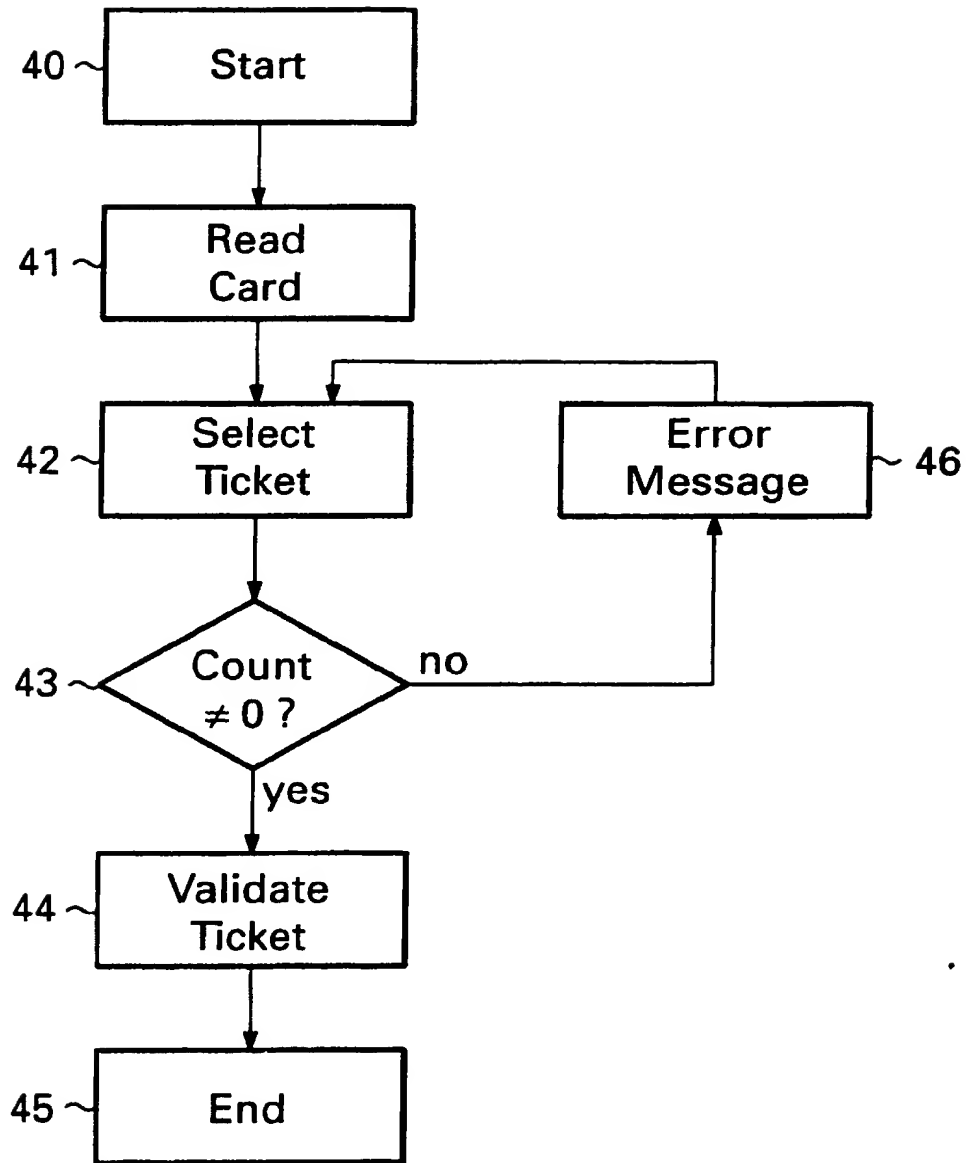 40
Start
41
Read
Card
42
Select
Ticket
Error
Message
46
43
Count
≠ 0 ?
no
yes
44
Validate
Ticket
45
End